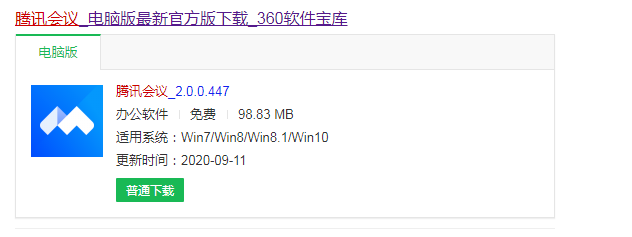 腾讯会议_电脑版最新官方版下载_360软件宝库
电脑版
腾讯会议_2.0.0.447
办公软件 | 免费 | 98.83 MB
适用系统：Win7/Win8/Win8.1/Win10
更新时间：2020-09-11
普通下载